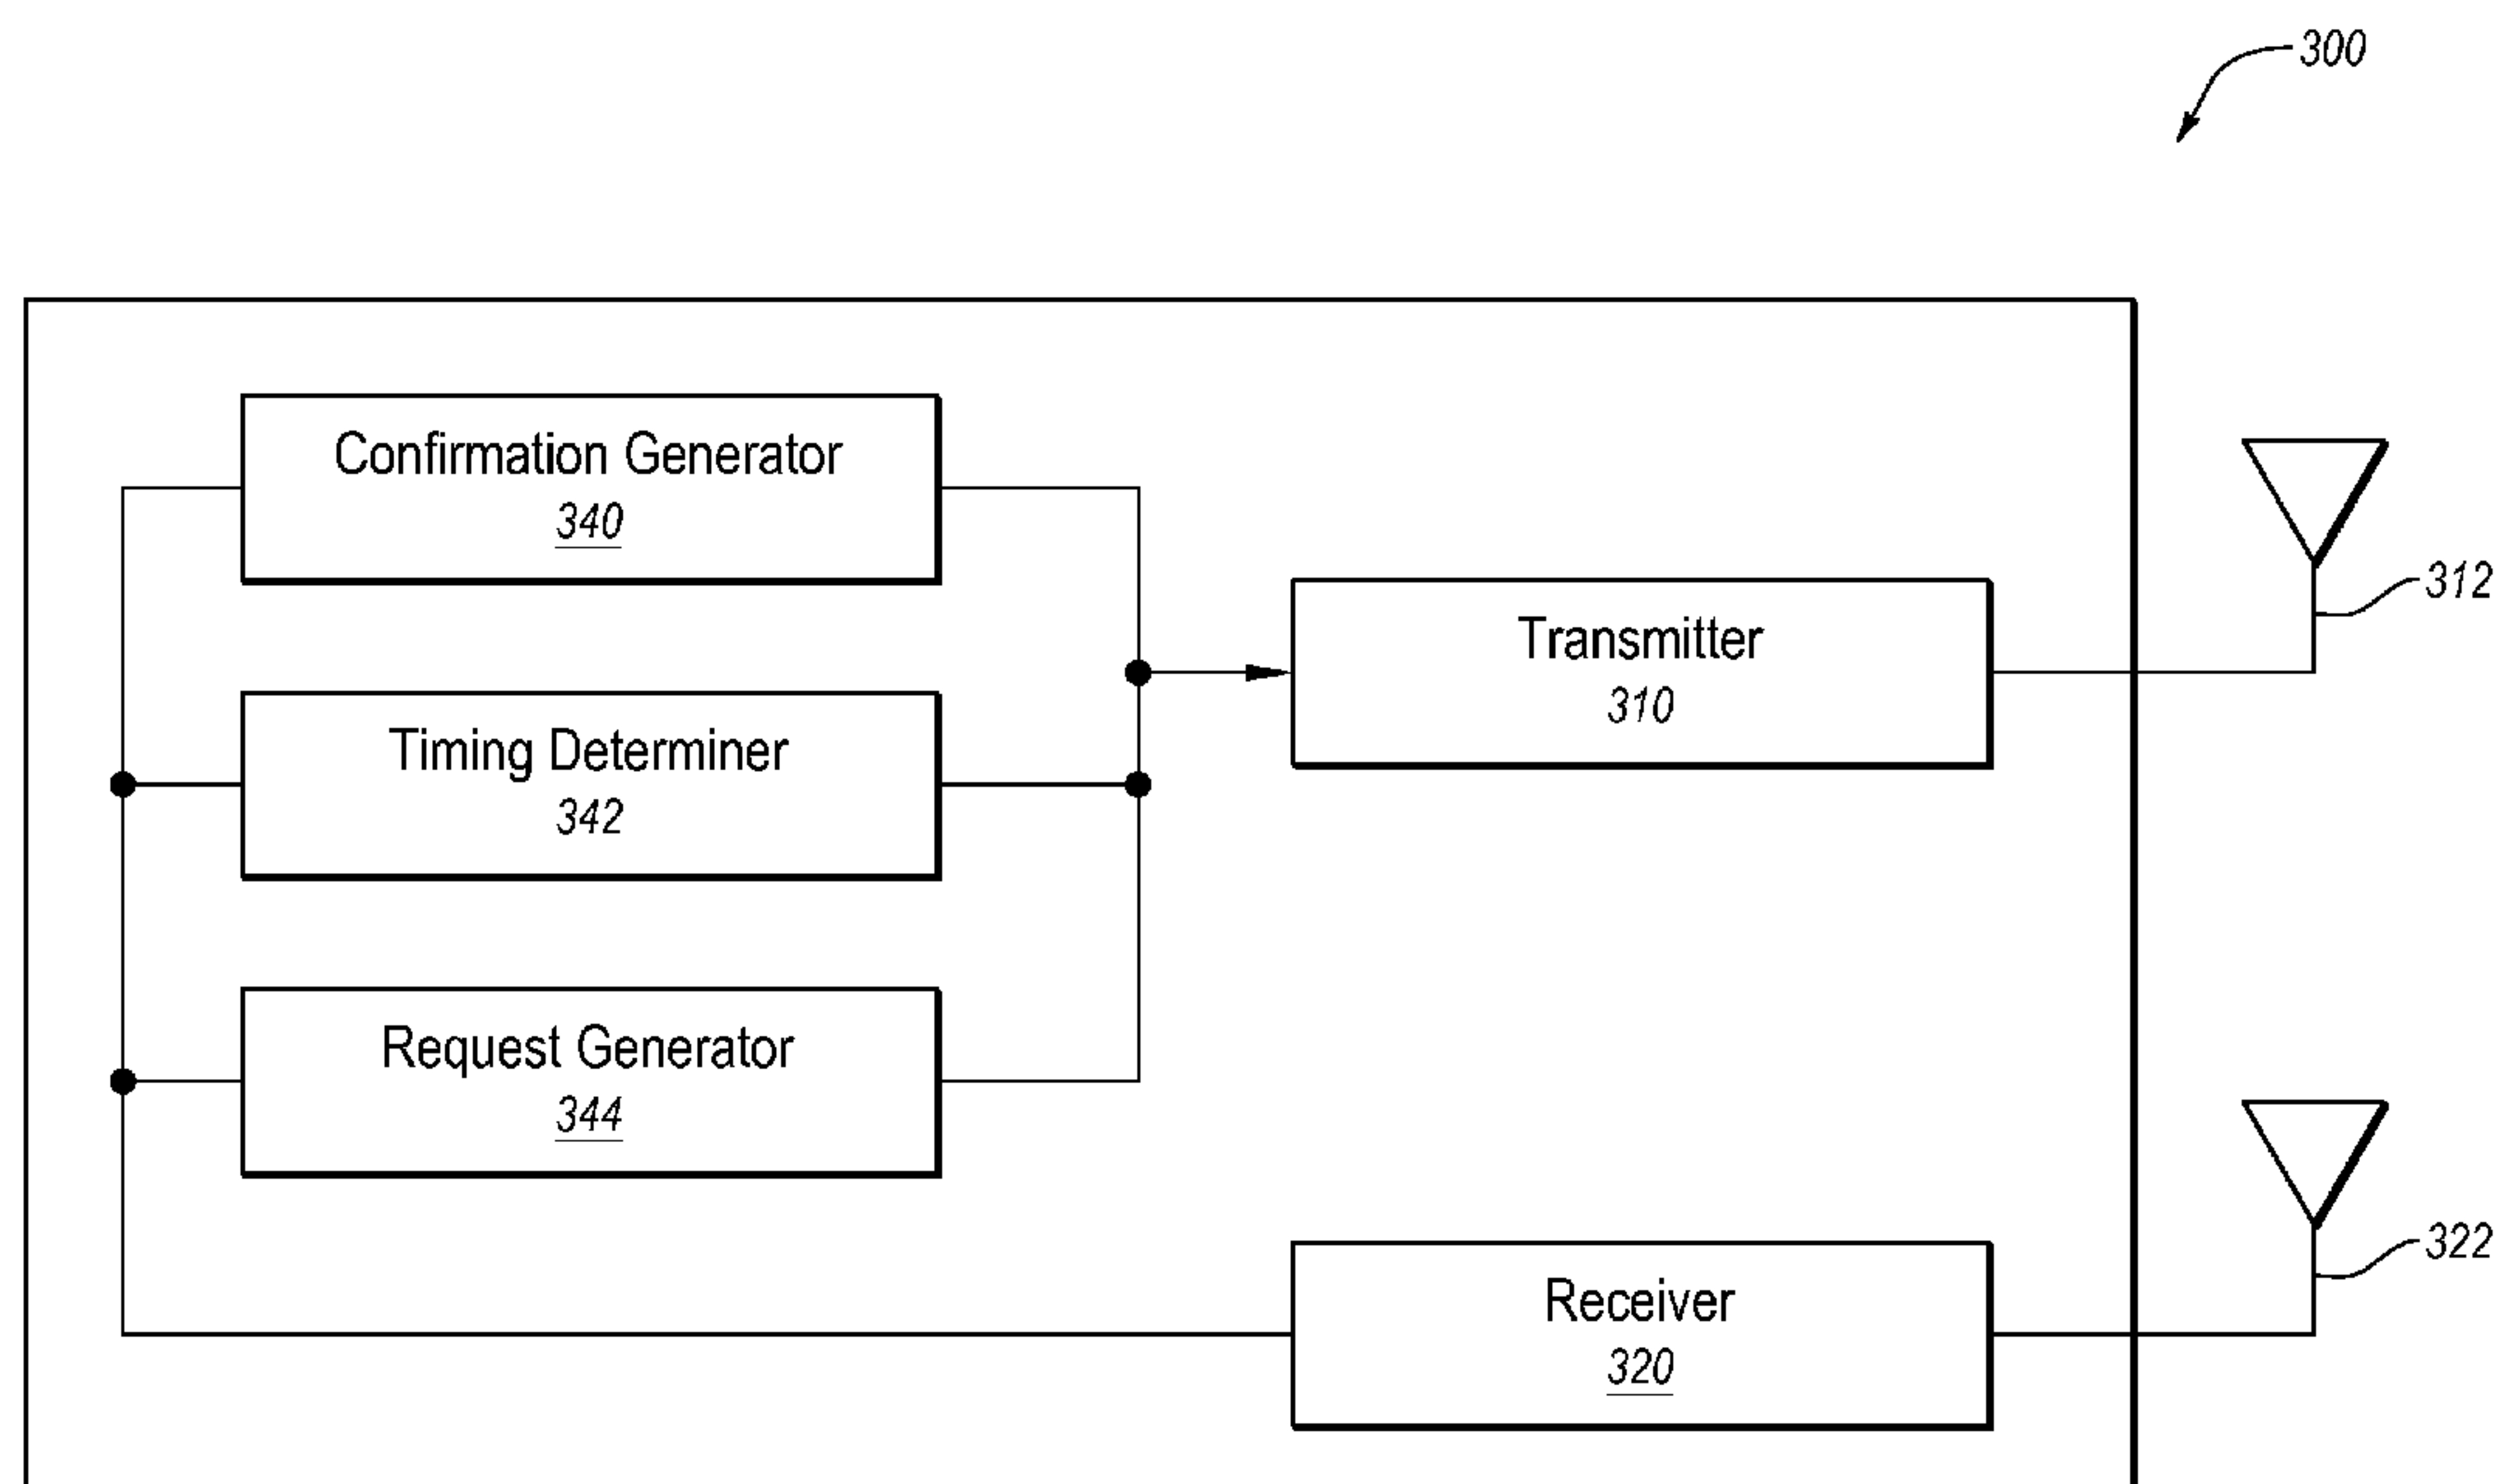 300
Confirmation Generator
340
312
Transmitter
310
Timing Determiner
342
Request Generator
344
322
Receiver
320